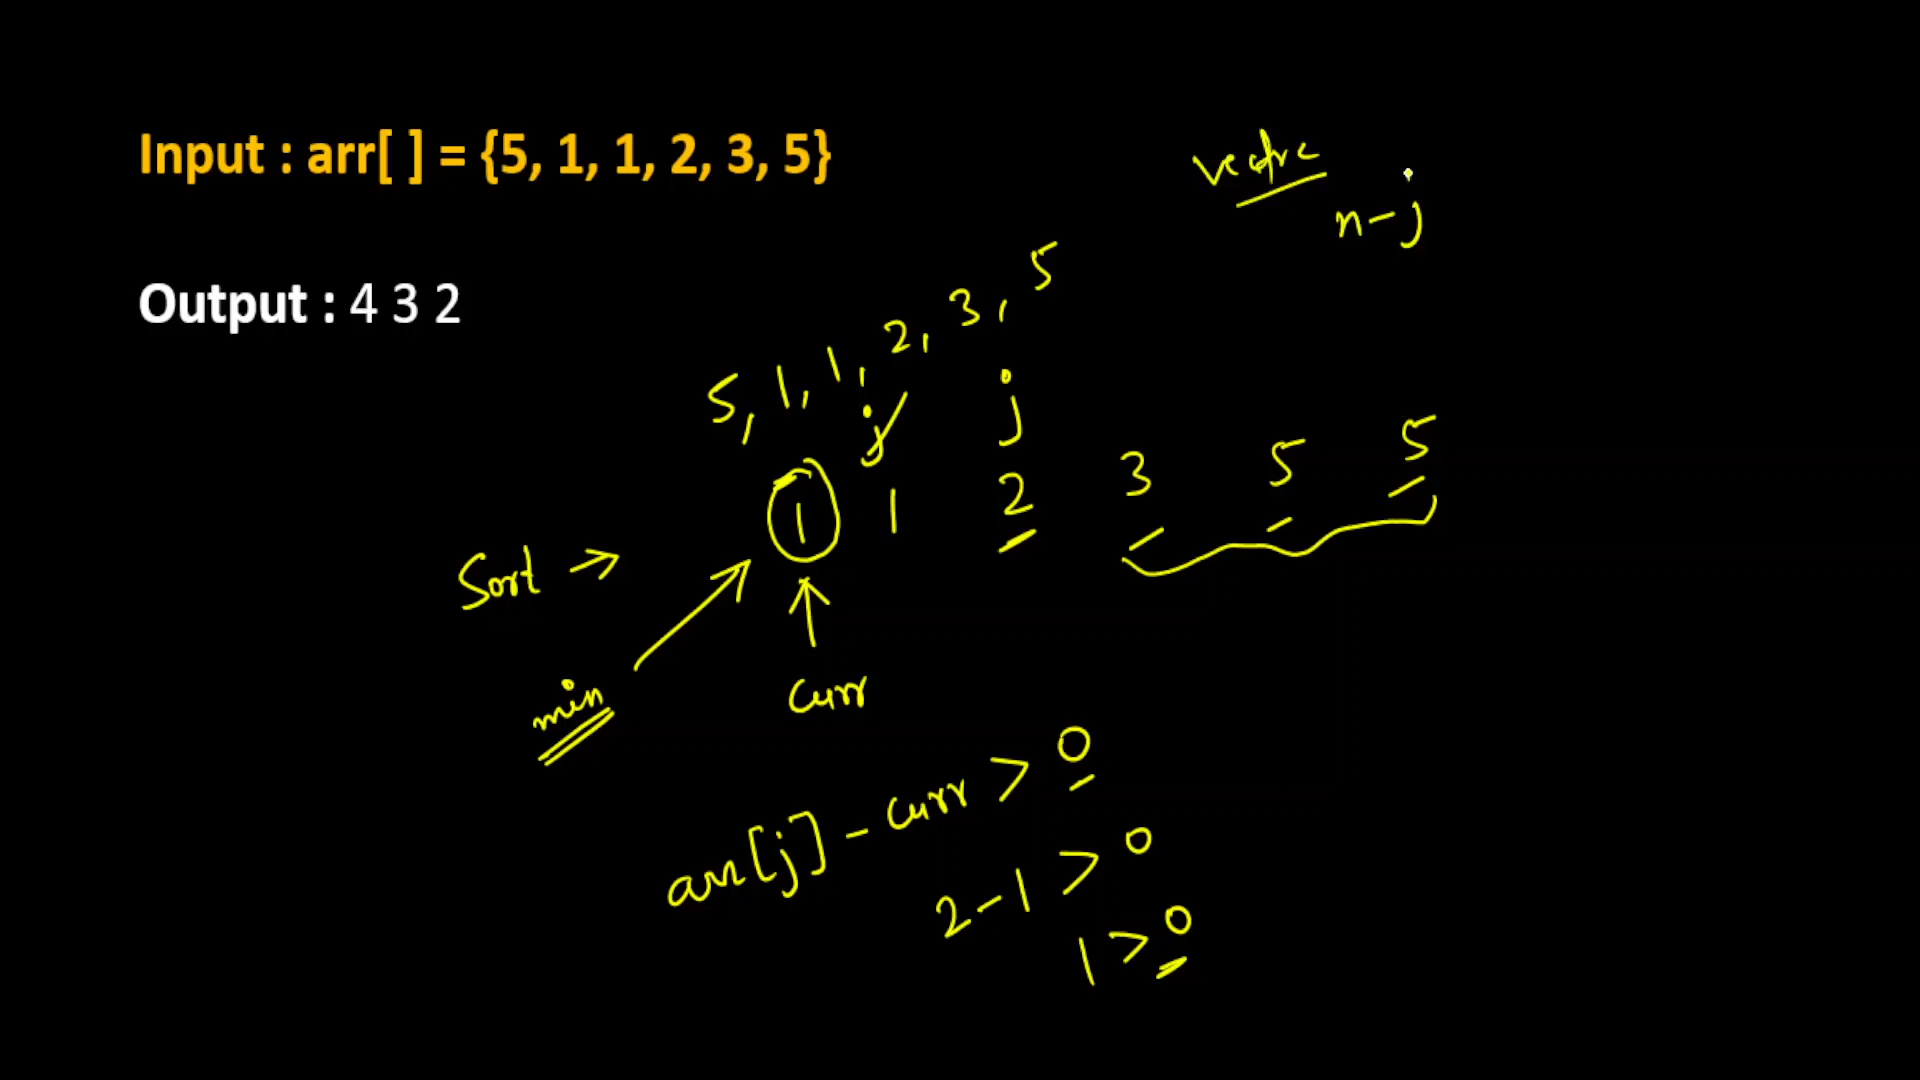 Input : arr[ ] = {5, 1, 1, 2, 3, 5}
Output : 4 3 2
n-j
5, 1, 1, 2, 3, 5
j j
1 1 2 3 5 5
Sort →
min
Curr
arr[j] - curr > 0
2-1 > 0
1 > 0